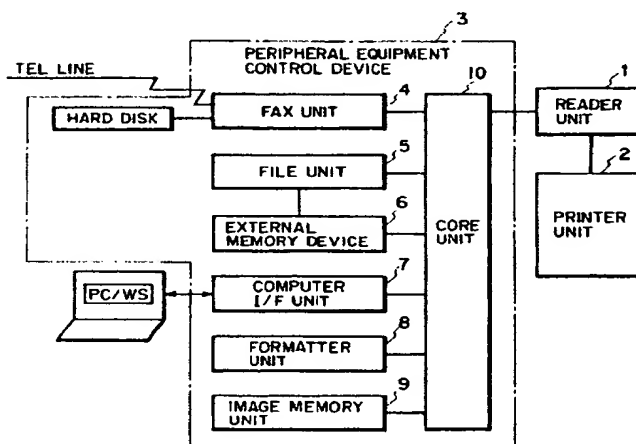 3
PERIPHERAL EQUIPMENT
CONTROL DEVICE
TEL LINE
10
1
4
FAX UNIT
HARD DISK
READER
UNIT
5
FILE UNIT
2
6
EXTERNAL
MEMORY DEVICE
CORE
UNIT
PRINTER
UNIT
7
PC/WS
COMPUTER
I/F UNIT
8
FORMATTER
UNIT
9
IMAGE MEMORY
UNIT